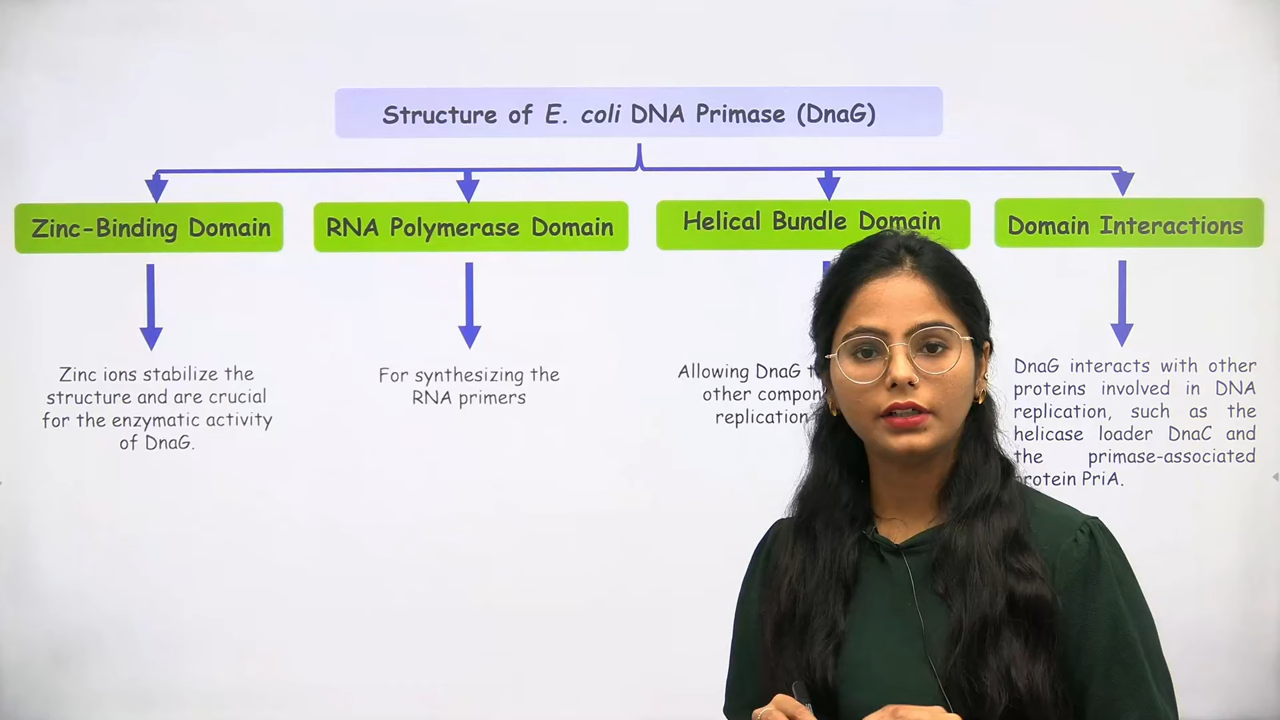 Structure of E. coli DNA Primase (DnaG)
Zinc-Binding Domain
RNA Polymerase Domain
Helical Bundle Domain
Domain Interactions
Zinc ions stabilize the
structure and are crucial
for the enzymatic activity
of DnaG.
For synthesizing the
RNA primers
Allowing DnaG
other
replication
DnaG interacts with other
proteins involved in DNA
replication, such as the
helicase loader DnaC and
the primase-associated
protein PriA.